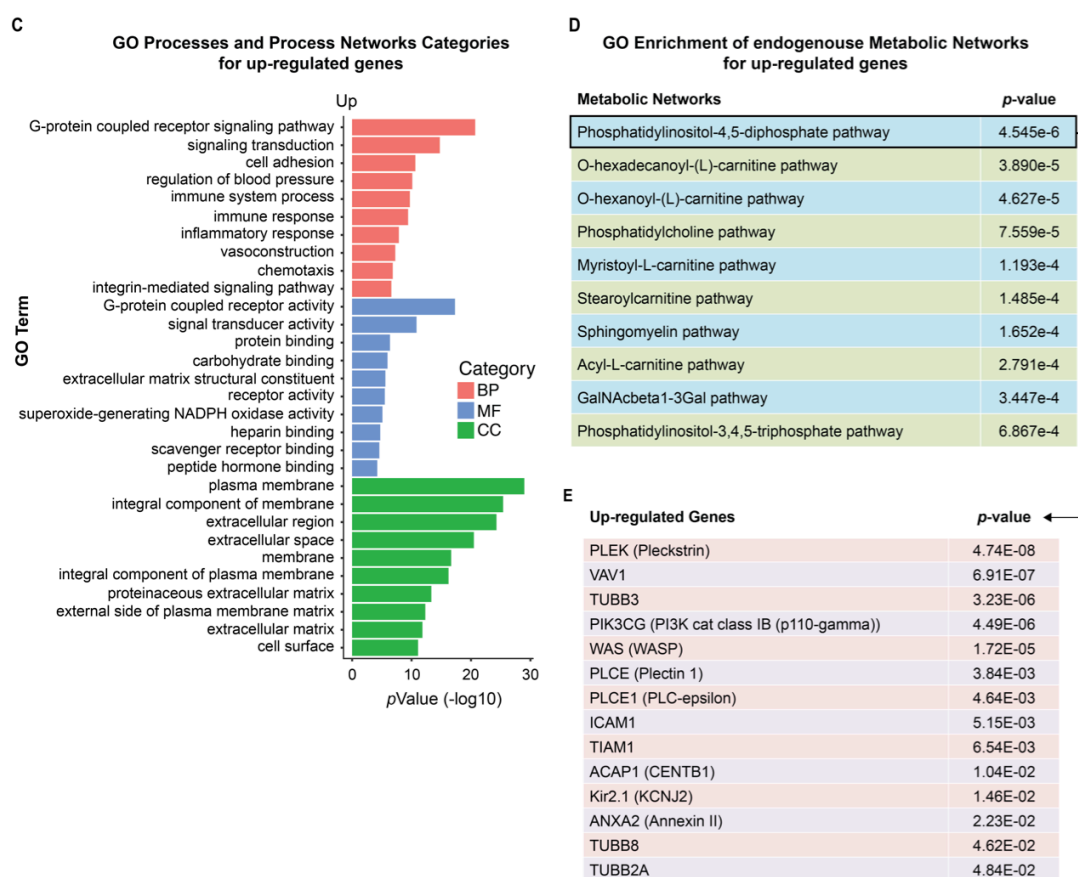 C
GO Processes and Process Networks Categories
for up-regulated genes
Up
G-protein coupled receptor signaling pathway
signaling transduction
cell adhesion
regulation of blood pressure
immune system process
immune response
inflammatory response
vasoconstruction
chemotaxis
integrin-mediated signaling pathway
G-protein coupled receptor activity
signal transducer activity
protein binding
carbohydrate binding
extracellular matrix structural constituent
receptor activity
superoxide-generating NADPH oxidase activity
heparin binding
scavenger receptor binding
peptide hormone binding
plasma membrane
integral component of membrane
extracellular region
extracellular space
membrane
integral component of plasma membrane
proteinaceous extracellular matrix
external side of plasma membrane matrix
extracellular matrix
cell surface
GO Term
Category
BP
MF
CC
0 10 20 30
pValue (-log10)
D
GO Enrichment of endogenouse Metabolic Networks
for up-regulated genes
Metabolic Networks p-value
Phosphatidylinositol-4,5-diphosphate pathway 4.545e-6
O-hexadecanoyl-(L)-carnitine pathway 3.890e-5
O-hexanoyl-(L)-carnitine pathway 4.627e-5
Phosphatidylcholine pathway 7.559e-5
Myristoyl-L-carnitine pathway 1.193e-4
Stearoylcarnitine pathway 1.485e-4
Sphingomyelin pathway 1.652e-4
Acyl-L-carnitine pathway 2.791e-4
GalNAcbeta1-3Gal pathway 3.447e-4
Phosphatidylinositol-3,4,5-triphosphate pathway 6.867e-4
E
Up-regulated Genes p-value
PLEK (Pleckstrin) 4.74E-08
VAV1 6.91E-07
TUBB3 3.23E-06
PIK3CG (PI3K cat class IB (p110-gamma)) 4.49E-06
WAS (WASP) 1.72E-05
PLCE (Plectin 1) 3.84E-03
PLCE1 (PLC-epsilon) 4.64E-03
ICAM1 5.15E-03
TIAM1 6.54E-03
ACAP1 (CENTB1) 1.04E-02
Kir2.1 (KCNJ2) 1.46E-02
ANXA2 (Annexin II) 2.23E-02
TUBB8 4.62E-02
TUBB2A 4.84E-02